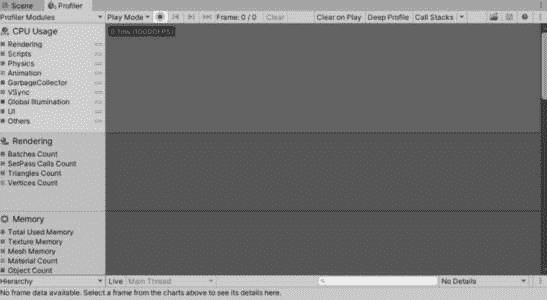 Scene Profiler
Profiler Modules Play Mode Frame: 0 / 0 Clear Clear on Play Deep Profile Call Stacks
CPU Usage
0.1ms (10000FPS)
Rendering
Scripts
Physics
Animation
GarbageCollector
VSync
Global Illumination
UI
Others
Rendering
Batches Count
SetPass Calls Count
Triangles Count
Vertices Count
Memory
Total Used Memory
Texture Memory
Mesh Memory
Material Count
Object Count
Hierarchy Live Main Thread No Details
No frame data available. Select a frame from the charts above to see its details here.